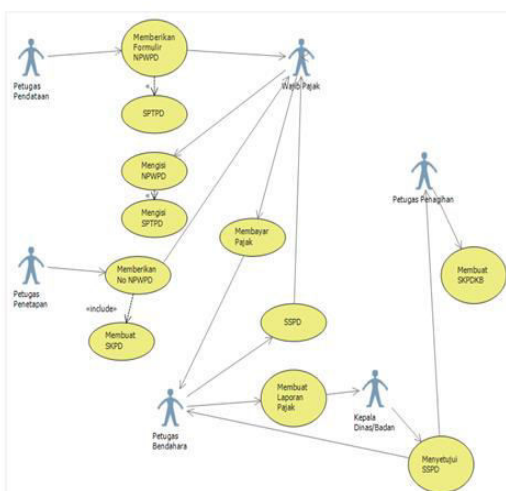 Memberikan
Formulir
NPWPD
Petugas
Pendataan
Wajib Pajak
SPTPD
Mengisi
NPWPD
Mengisi
SPTPD
Petugas Penagihan
Membayar
Pajak
Memberikan
No NPWPD
Membuat
SKPDKB
Petugas
Penetapan
«include»
Membuat
SKPD
SSPD
Membuat
Laporan
Pajak
Petugas
Bendahara
Kepala
Dinas/Badan
Menyetujui
SSPD